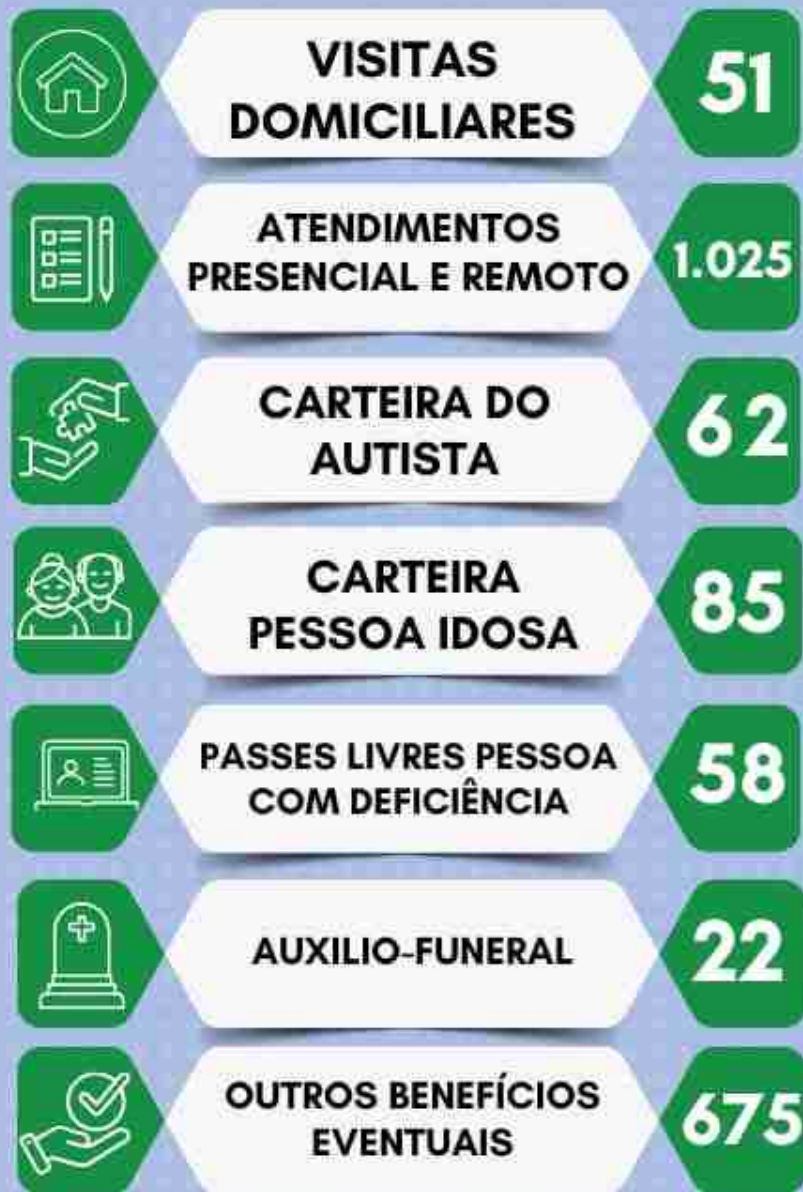 VISITAS
DOMICILIARES
51
ATENDIMENTOS
PRESENCIAL E REMOTO
1.025
CARTEIRA DO
AUTISTA
62
CARTEIRA
PESSOA IDOSA
85
PASSES LIVRES PESSOA
COM DEFICIÊNCIA
58
AUXILIO-FUNERAL
22
OUTROS BENEFÍCIOS
EVENTUAIS
675